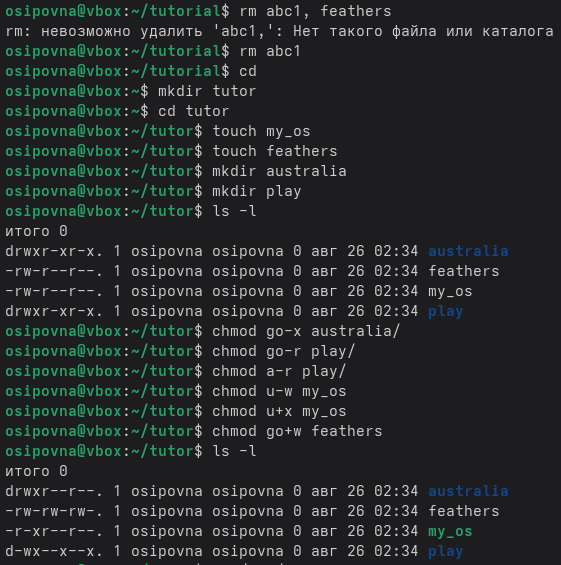 osipovna@vbox:~/tutorial$ rm abc1, feathers
rm: невозможно удалить 'abc1,': Нет такого файла или каталога
osipovna@vbox:~/tutorial$ rm abc1
osipovna@vbox:~/tutorial$ cd
osipovna@vbox:~$ mkdir tutor
osipovna@vbox:~$ cd tutor
osipovna@vbox:~/tutor$ touch my_os
osipovna@vbox:~/tutor$ touch feathers
osipovna@vbox:~/tutor$ mkdir australia
osipovna@vbox:~/tutor$ mkdir play
osipovna@vbox:~/tutor$ ls -l
итого 0
drwxr-xr-x. 1 osipovna osipovna 0 авг 26 02:34 australia
-rw-r--r--. 1 osipovna osipovna 0 авг 26 02:34 feathers
-rw-r--r--. 1 osipovna osipovna 0 авг 26 02:34 my_os
drwxr-xr-x. 1 osipovna osipovna 0 авг 26 02:34 play
osipovna@vbox:~/tutor$ chmod go-x australia/
osipovna@vbox:~/tutor$ chmod go-r play/
osipovna@vbox:~/tutor$ chmod a-r play/
osipovna@vbox:~/tutor$ chmod u-w my_os
osipovna@vbox:~/tutor$ chmod u+x my_os
osipovna@vbox:~/tutor$ chmod go+w feathers
osipovna@vbox:~/tutor$ ls -l
итого 0
drwxr--r--. 1 osipovna osipovna 0 авг 26 02:34 australia
-rw-rw-rw-. 1 osipovna osipovna 0 авг 26 02:34 feathers
-r-xr--r--. 1 osipovna osipovna 0 авг 26 02:34 my_os
d-wx--x--x. 1 osipovna osipovna 0 авг 26 02:34 play